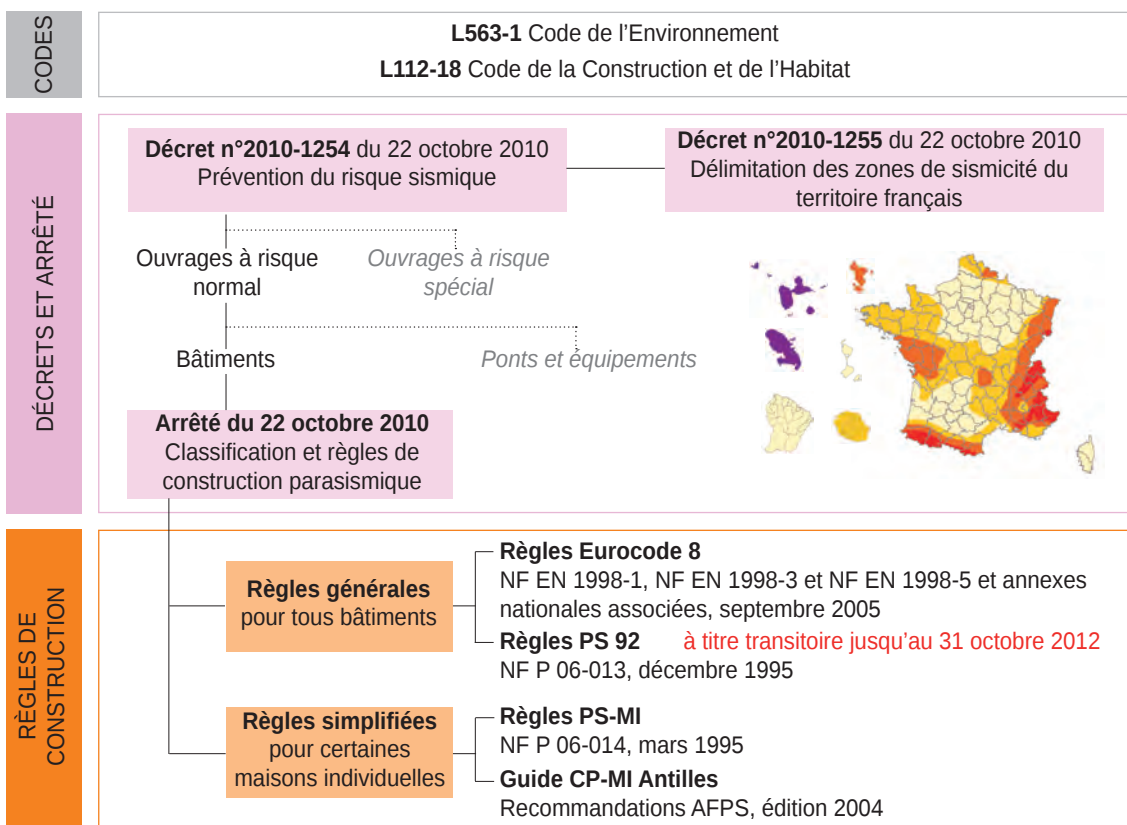 CODES
L563-1 Code de l'Environnement
L112-18 Code de la Construction et de l'Habitat
DÉCRETS ET ARRÊTÉ
Décret n°2010-1254 du 22 octobre 2010
Prévention du risque sismique
Décret n°2010-1255 du 22 octobre 2010
Délimitation des zones de sismicité du
territoire français
Ouvrages à risque
normal
Ouvrages à risque
spécial
Bâtiments
Ponts et équipements
Arrêté du 22 octobre 2010
Classification et règles de
construction parasismique
RÈGLES DE
CONSTRUCTION
Règles générales
pour tous bâtiments
Règles Eurocode 8
NF EN 1998-1, NF EN 1998-3 et NF EN 1998-5 et annexes
nationales associées, septembre 2005
Règles PS 92 à titre transitoire jusqu'au 31 octobre 2012
NF P 06-013, décembre 1995
Règles simplifiées
pour certaines
maisons individuelles
Règles PS-MI
NF P 06-014, mars 1995
Guide CP-MI Antilles
Recommandations AFPS, édition 2004